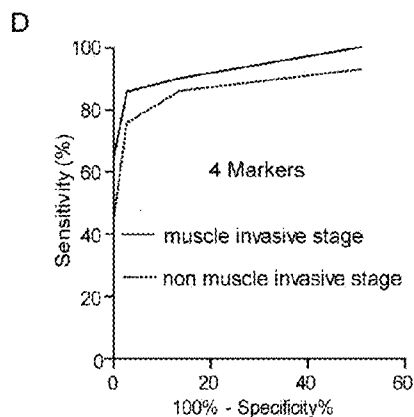 D
100
80
60
40
20
0
Sensitivity (%)
4 Markers
muscle invasive stage
non muscle invasive stage
0 20 40 60
100% - Specificity%